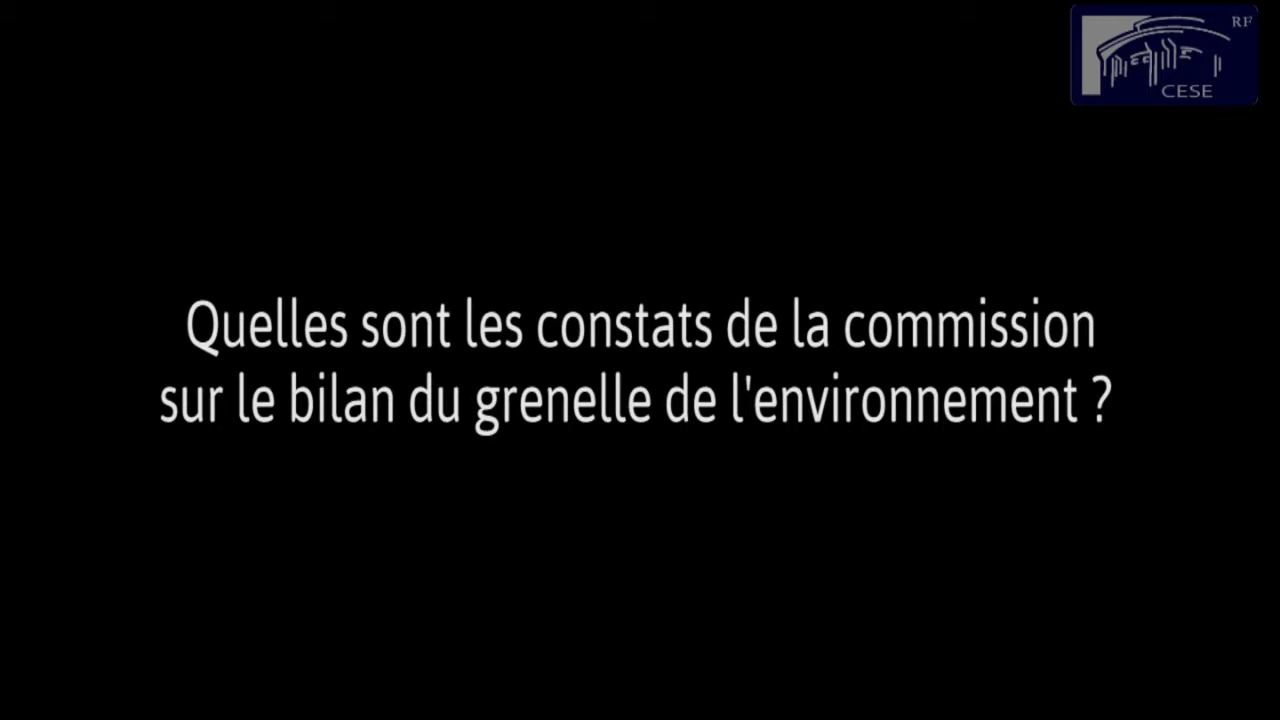 RF
CESE
Quelles sont les constats de la commission
sur le bilan du grenelle de l'environnement ?